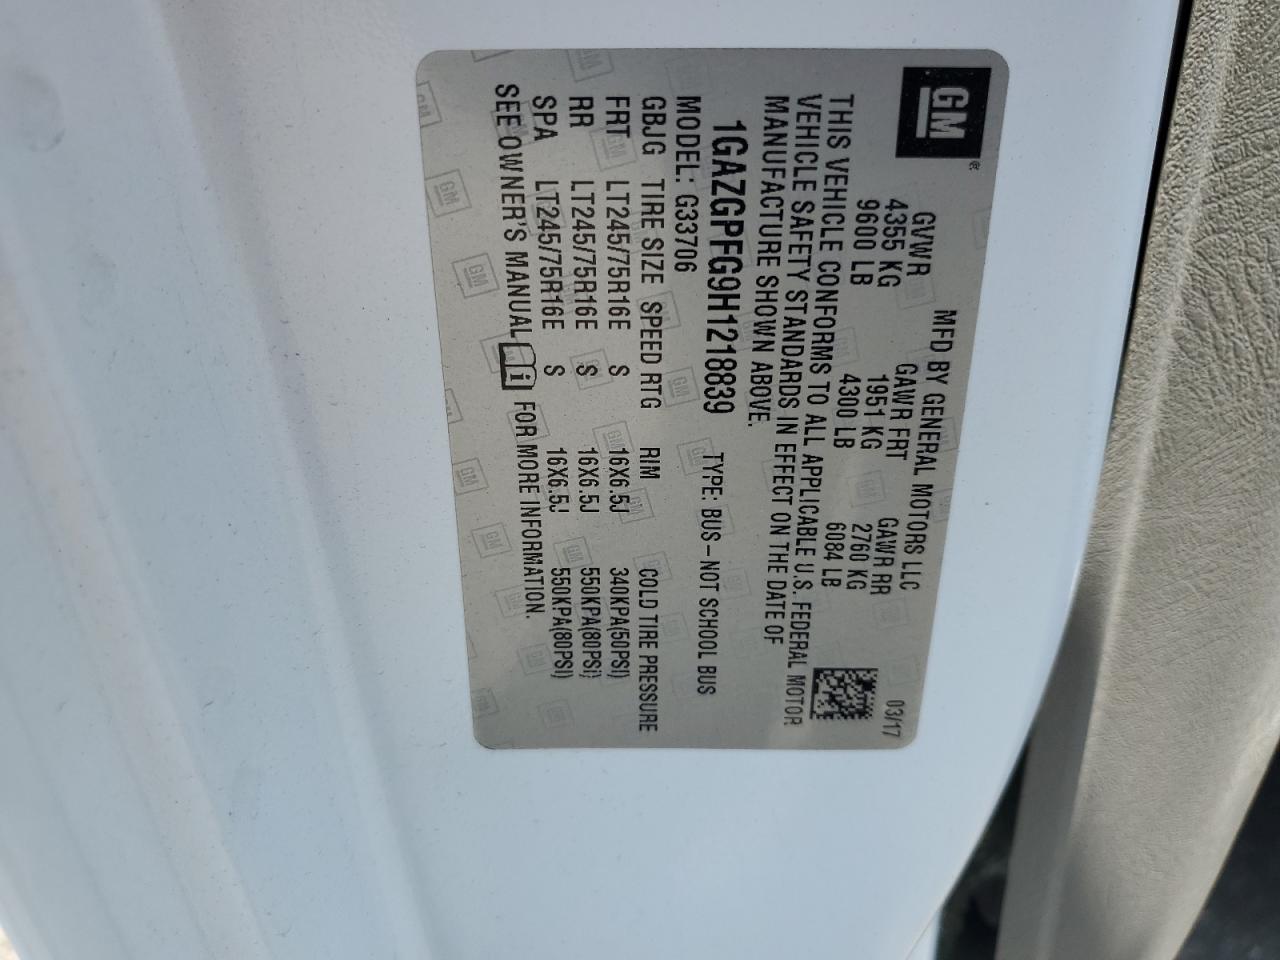 GM®
MFD BY GENERAL MOTORS LLC 03/17
GVWR GAWR FRT GAWR RR
4355 KG 1951 KG 2760 KG
9600 LB 4300 LB 6084 LB
THIS VEHICLE CONFORMS TO ALL APPLICABLE U.S. FEDERAL MOTOR
VEHICLE SAFETY STANDARDS IN EFFECT ON THE DATE OF
MANUFACTURE SHOWN ABOVE.
1GAZGPFG9H1218839 TYPE: BUS – NOT SCHOOL BUS
MODEL: G33706
GBJG TIRE SIZE SPEED RTG RIM COLD TIRE PRESSURE
FRT LT245/75R16E S 16X6.5J 340KPA(50PSI)
RR LT245/75R16E S 16X6.5J 550KPA(80PSI)
SPA LT245/75R16E S 16X6.5J 550KPA(80PSI)
SEE OWNER'S MANUAL i FOR MORE INFORMATION.